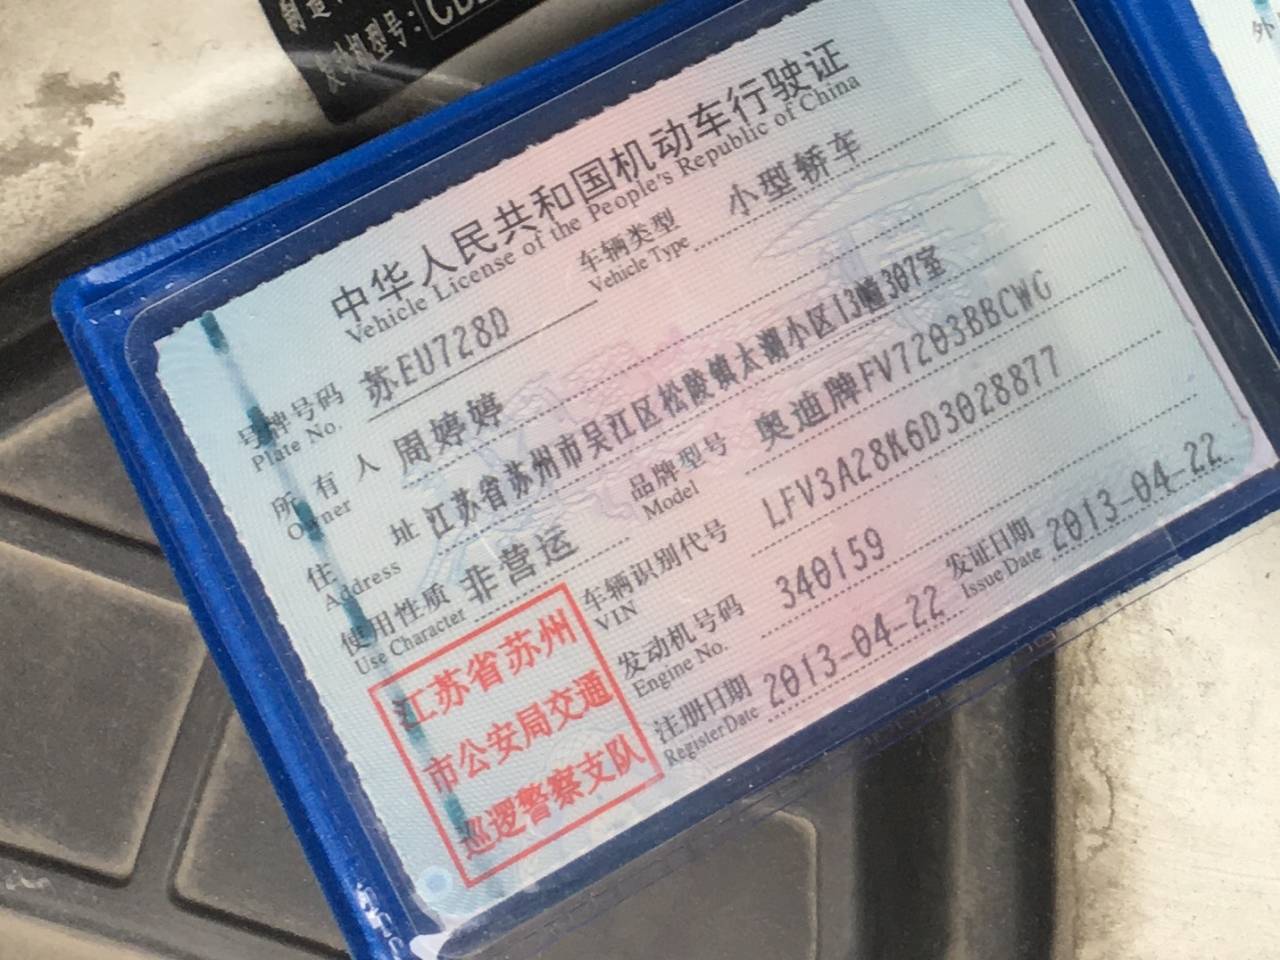 发动机型号:
中华人民共和国机动车行驶证
Vehicle License of the People's Republic of China
号牌号码 苏EU728D 车辆类型 小型轿车
Plate No. Vehicle Type
所有人 周婷婷
Owner
住址 江苏省苏州市吴江区松陵镇太湖小区13幢307室
Address
使用性质 非营运 品牌型号 奥迪牌FV7203BBCWG
Use Character Model
车辆识别代号 LFV3A28K6D3028877
VIN
发动机号码 340159
Engine No.
注册日期 2013-04-22 发证日期 2013-04-22
Register Date Issue Date
江苏省苏州
市公安局交通
巡逻警察支队